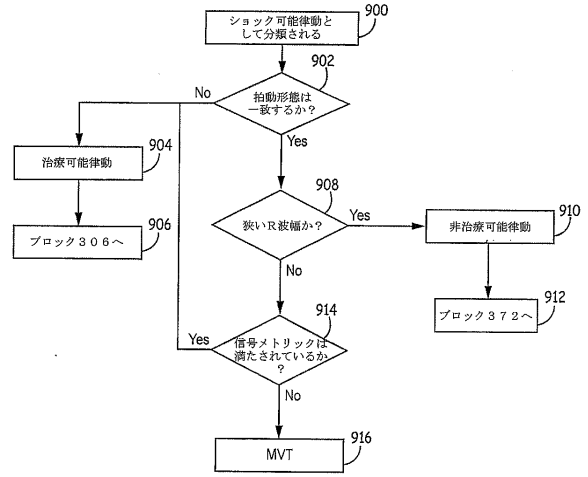 ショック可能律動と
して分類される
900
902
拍動形態は
一致するか？
No
Yes
904
治療可能律動
906
ブロック３０６へ
908
狭いＲ波幅か？
Yes
No
910
非治療可能律動
912
ブロック３７２へ
914
信号メトリックは
満たされているか
？
Yes
No
916
MVT